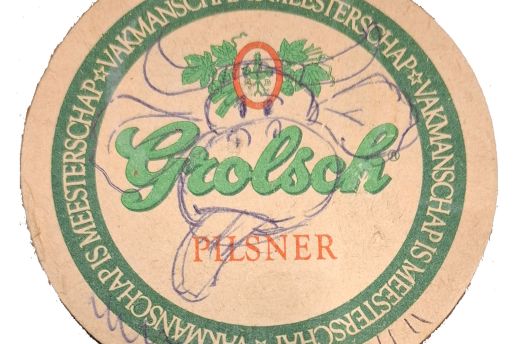 VAKMANSCHAP IS MEESTERSCHAP
VAKMANSCHAP IS MEESTERSCHAP
VAKMANSCHAP IS MEESTERSCHAP
Grolsch®
PILSNER